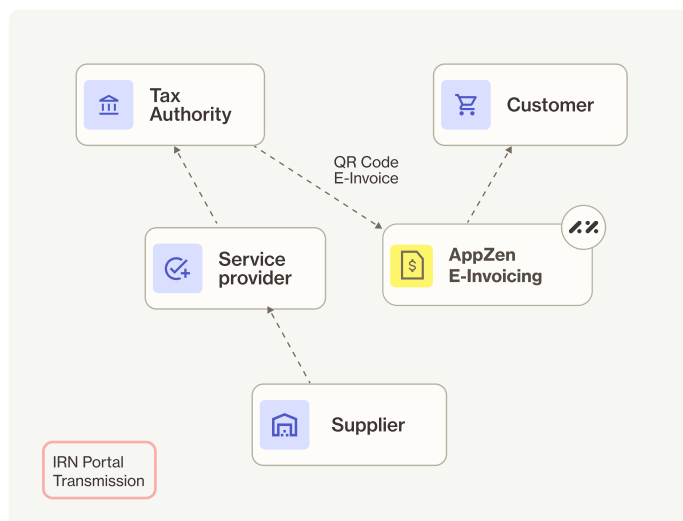 Tax
Authority
Customer
QR Code
E-Invoice
Service
provider
AppZen
E-Invoicing
Supplier
IRN Portal
Transmission